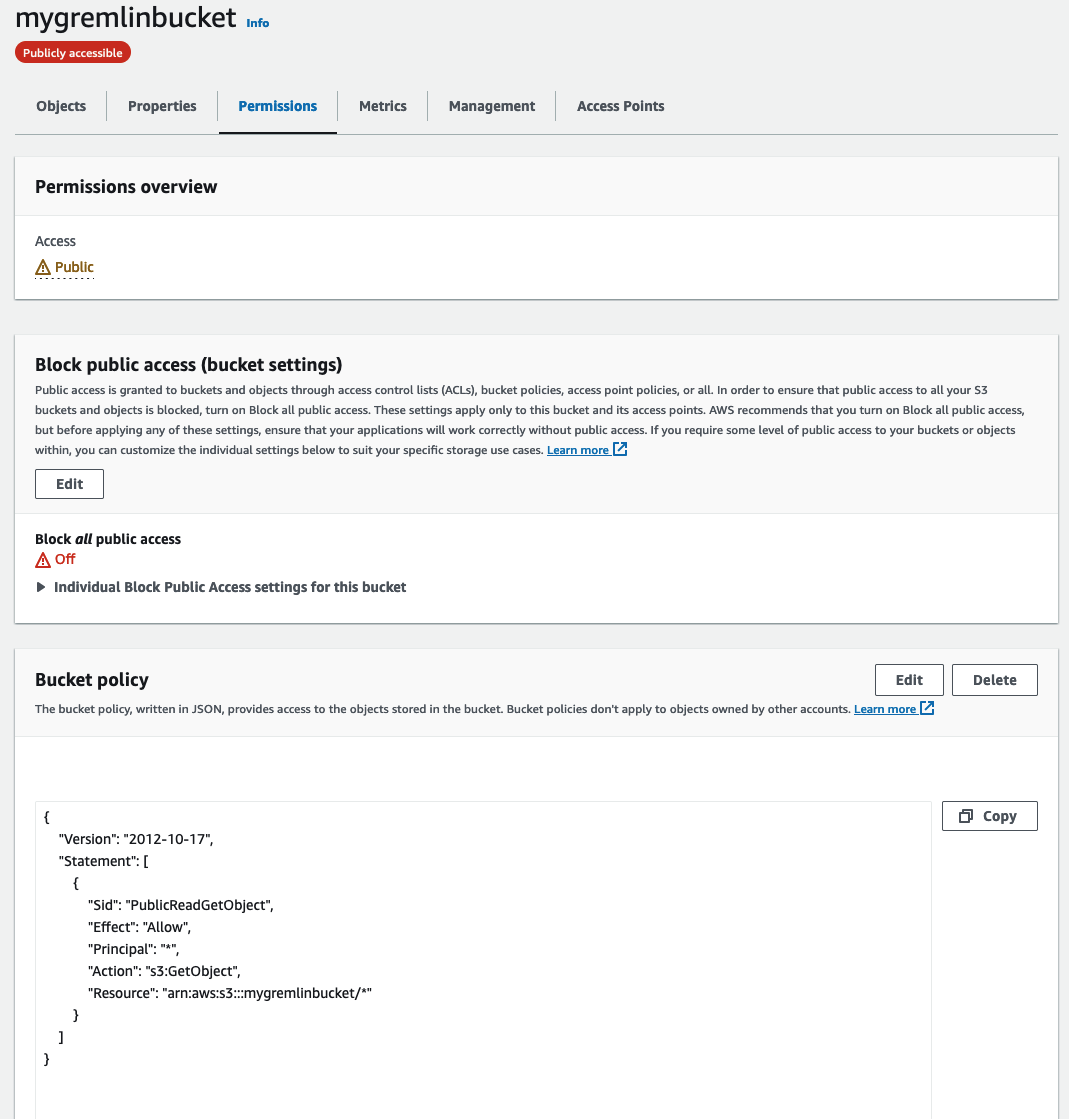 mygremlinbucket Info
Publicly accessible
Objects Properties Permissions Metrics Management Access Points
Permissions overview
Access
Public
Block public access (bucket settings)
Public access is granted to buckets and objects through access control lists (ACLs), bucket policies, access point policies, or all. In order to ensure that public access to all your S3
buckets and objects is blocked, turn on Block all public access. These settings apply only to this bucket and its access points. AWS recommends that you turn on Block all public access,
but before applying any of these settings, ensure that your applications will work correctly without public access. If you require some level of public access to your buckets or objects
within, you can customize the individual settings below to suit your specific storage use cases. Learn more
Edit
Block all public access
Off
Individual Block Public Access settings for this bucket
Bucket policy
Edit Delete
The bucket policy, written in JSON, provides access to the objects stored in the bucket. Bucket policies don't apply to objects owned by other accounts. Learn more
Copy
{
"Version": "2012-10-17",
"Statement": [
{
"Sid": "PublicReadGetObject",
"Effect": "Allow",
"Principal": "*",
"Action": "s3:GetObject",
"Resource": "arn:aws:s3:::mygremlinbucket/*"
}
]
}